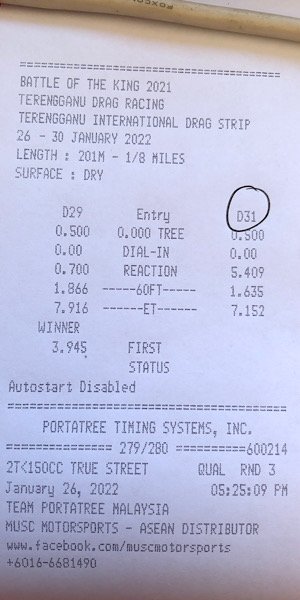 ========================================
BATTLE OF THE KING 2021
TERENGGANU DRAG RACING
TERENGGANU INTERNATIONAL DRAG STRIP
26 - 30 JANUARY 2022
LENGTH : 201M - 1/8 MILES
SURFACE : DRY
D29 Entry D31
0.500 0.000 TREE 0.500
0.00 DIAL-IN 0.00
0.700 REACTION 5.409
1.866 ------60FT----- 1.635
7.916 ------ET----- 7.152
WINNER
3.945 FIRST
STATUS
Autostart Disabled
========================================
PORTATREE TIMING SYSTEMS, INC.
================ 279/280 ==========600214
2T<150CC TRUE STREET QUAL RND 3
January 26, 2022 05:25:09 PM
TEAM PORTATREE MALAYSIA
MUSC MOTORSPORTS - ASEAN DISTRIBUTOR
www.facebook.com/muscmotorsports
+6016-6681490